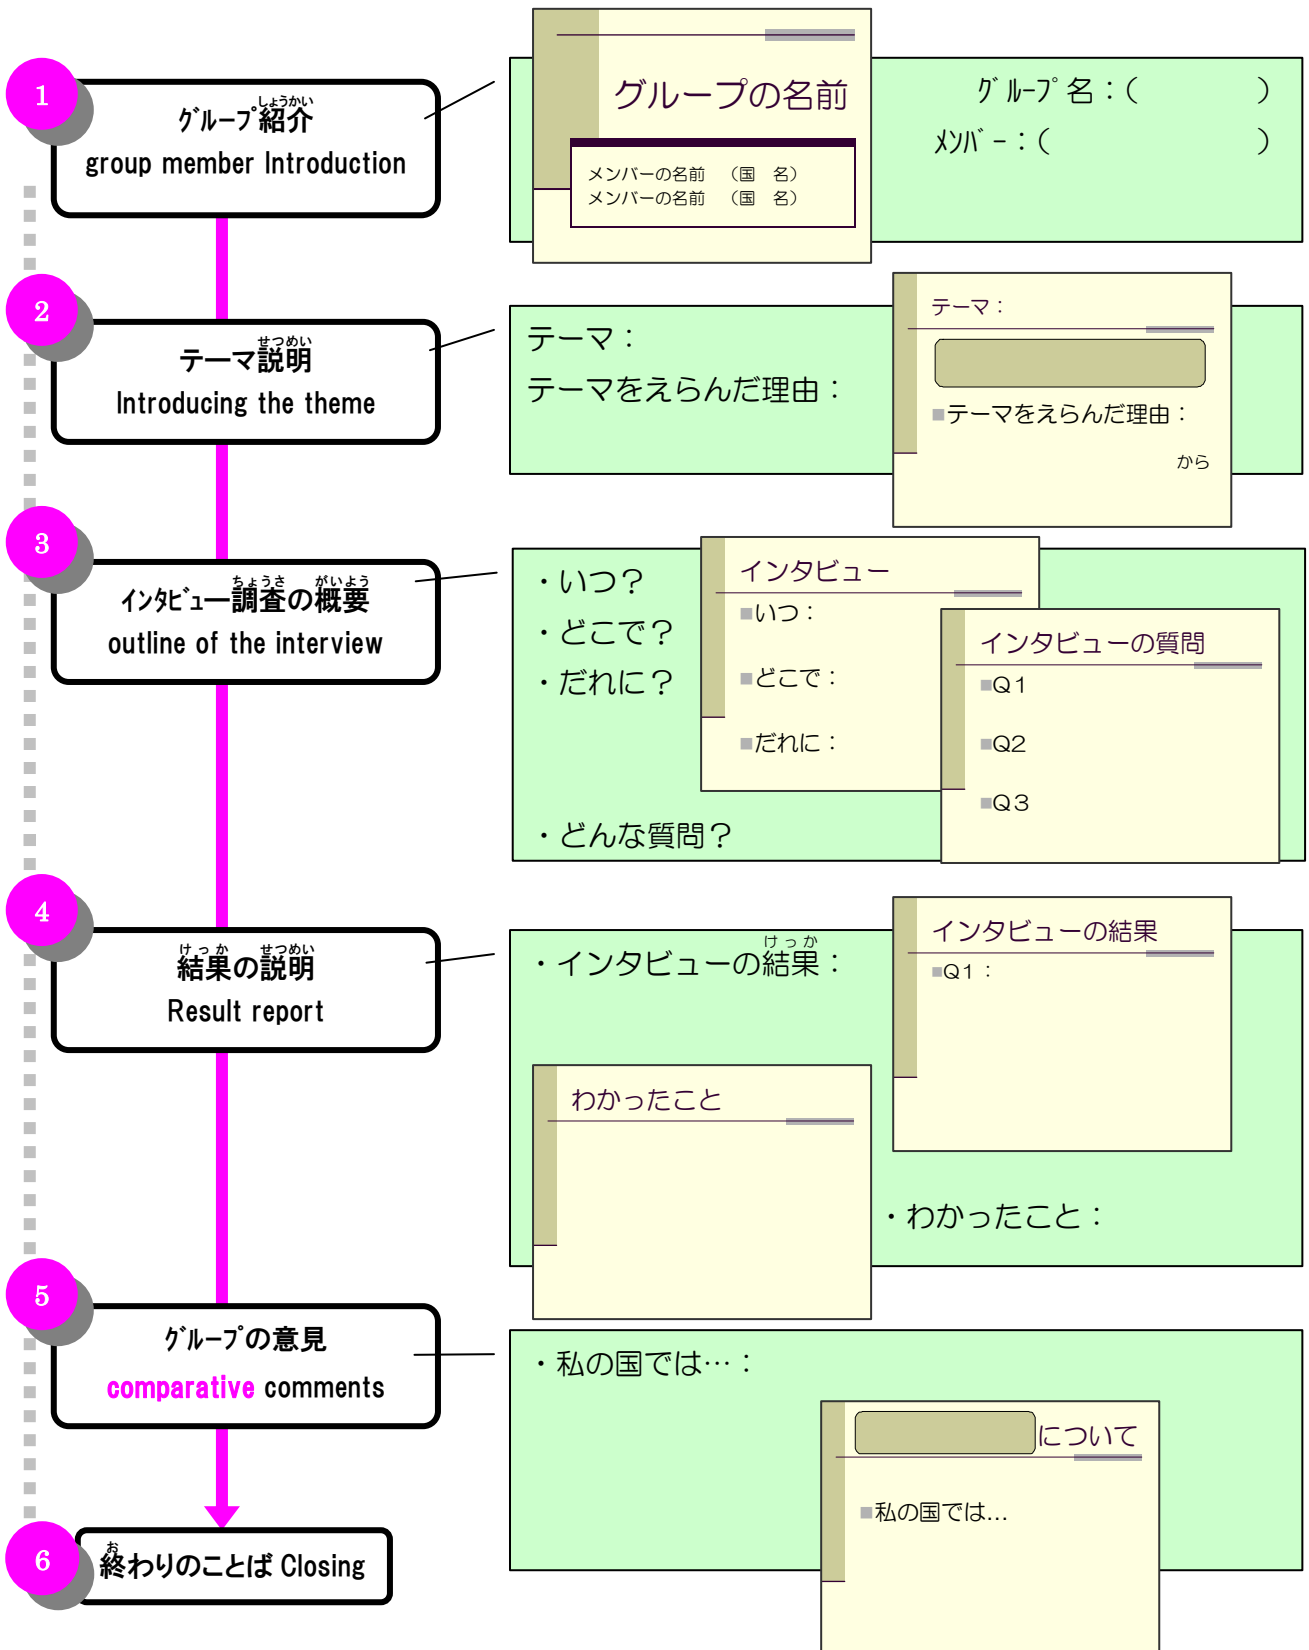 1
グループ紹介
しょうかい
group member Introduction
グループの名前
メンバーの名前 （国 名）
メンバーの名前 （国 名）
グループ名：（ ）
メンバー：（ ）
2
テーマ説明
せつめい
Introducing the theme
テーマ：
テーマをえらんだ理由：
テーマ：
■テーマをえらんだ理由：
から
3
インタビュー調査の概要
ちょうさ がいよう
outline of the interview
・いつ？
・どこで？
・だれに？
・どんな質問？
インタビュー
■いつ：
■どこで：
■だれに：
インタビューの質問
■Q1
■Q2
■Q3
4
結果の説明
けっか せつめい
Result report
・インタビューの結果：
けっか
インタビューの結果
■Q1：
わかったこと
・わかったこと：
5
グループの意見
comparative comments
・私の国では…：
について
■私の国では…
6
終わりのことば Closing
お